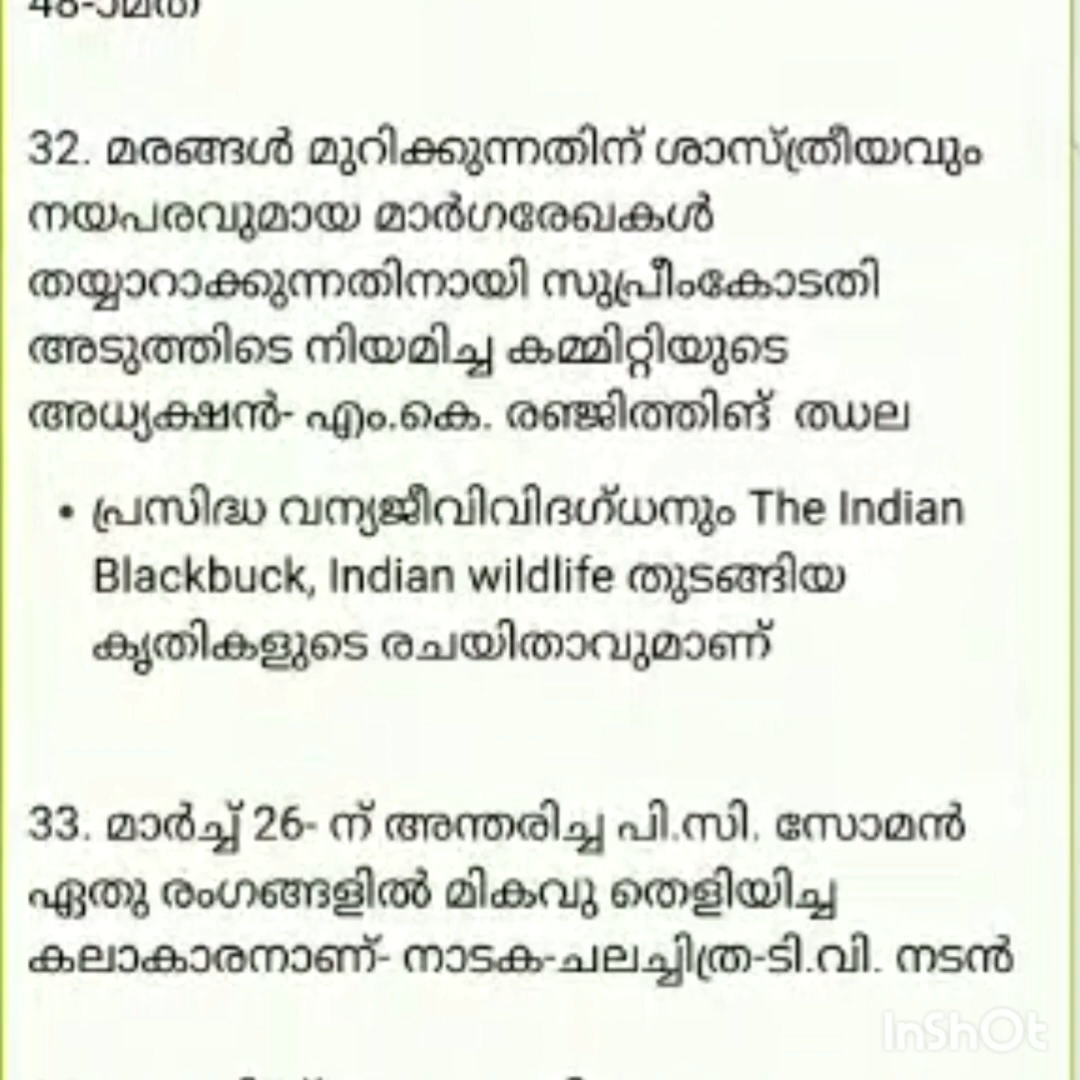 48-ാമത്
32. മരങ്ങൾ മുറിക്കുന്നതിന് ശാസ്ത്രീയവും
നയപരവുമായ മാർഗരേഖകൾ
തയ്യാറാക്കുന്നതിനായി സുപ്രീംകോടതി
അടുത്തിടെ നിയമിച്ച കമ്മിറ്റിയുടെ
അധ്യക്ഷൻ- എം.കെ. രഞ്ജിത്തിങ് ഝല
• പ്രസിദ്ധ വന്യജീവിവിദഗ്ധനും The Indian
Blackbuck, Indian wildlife തുടങ്ങിയ
കൃതികളുടെ രചയിതാവുമാണ്
33. മാർച്ച് 26- ന് അന്തരിച്ച പി.സി. സോമൻ
ഏതു രംഗങ്ങളിൽ മികവു തെളിയിച്ച
കലാകാരനാണ്- നാടക-ചലച്ചിത്ര-ടി.വി. നടൻ
InShOt